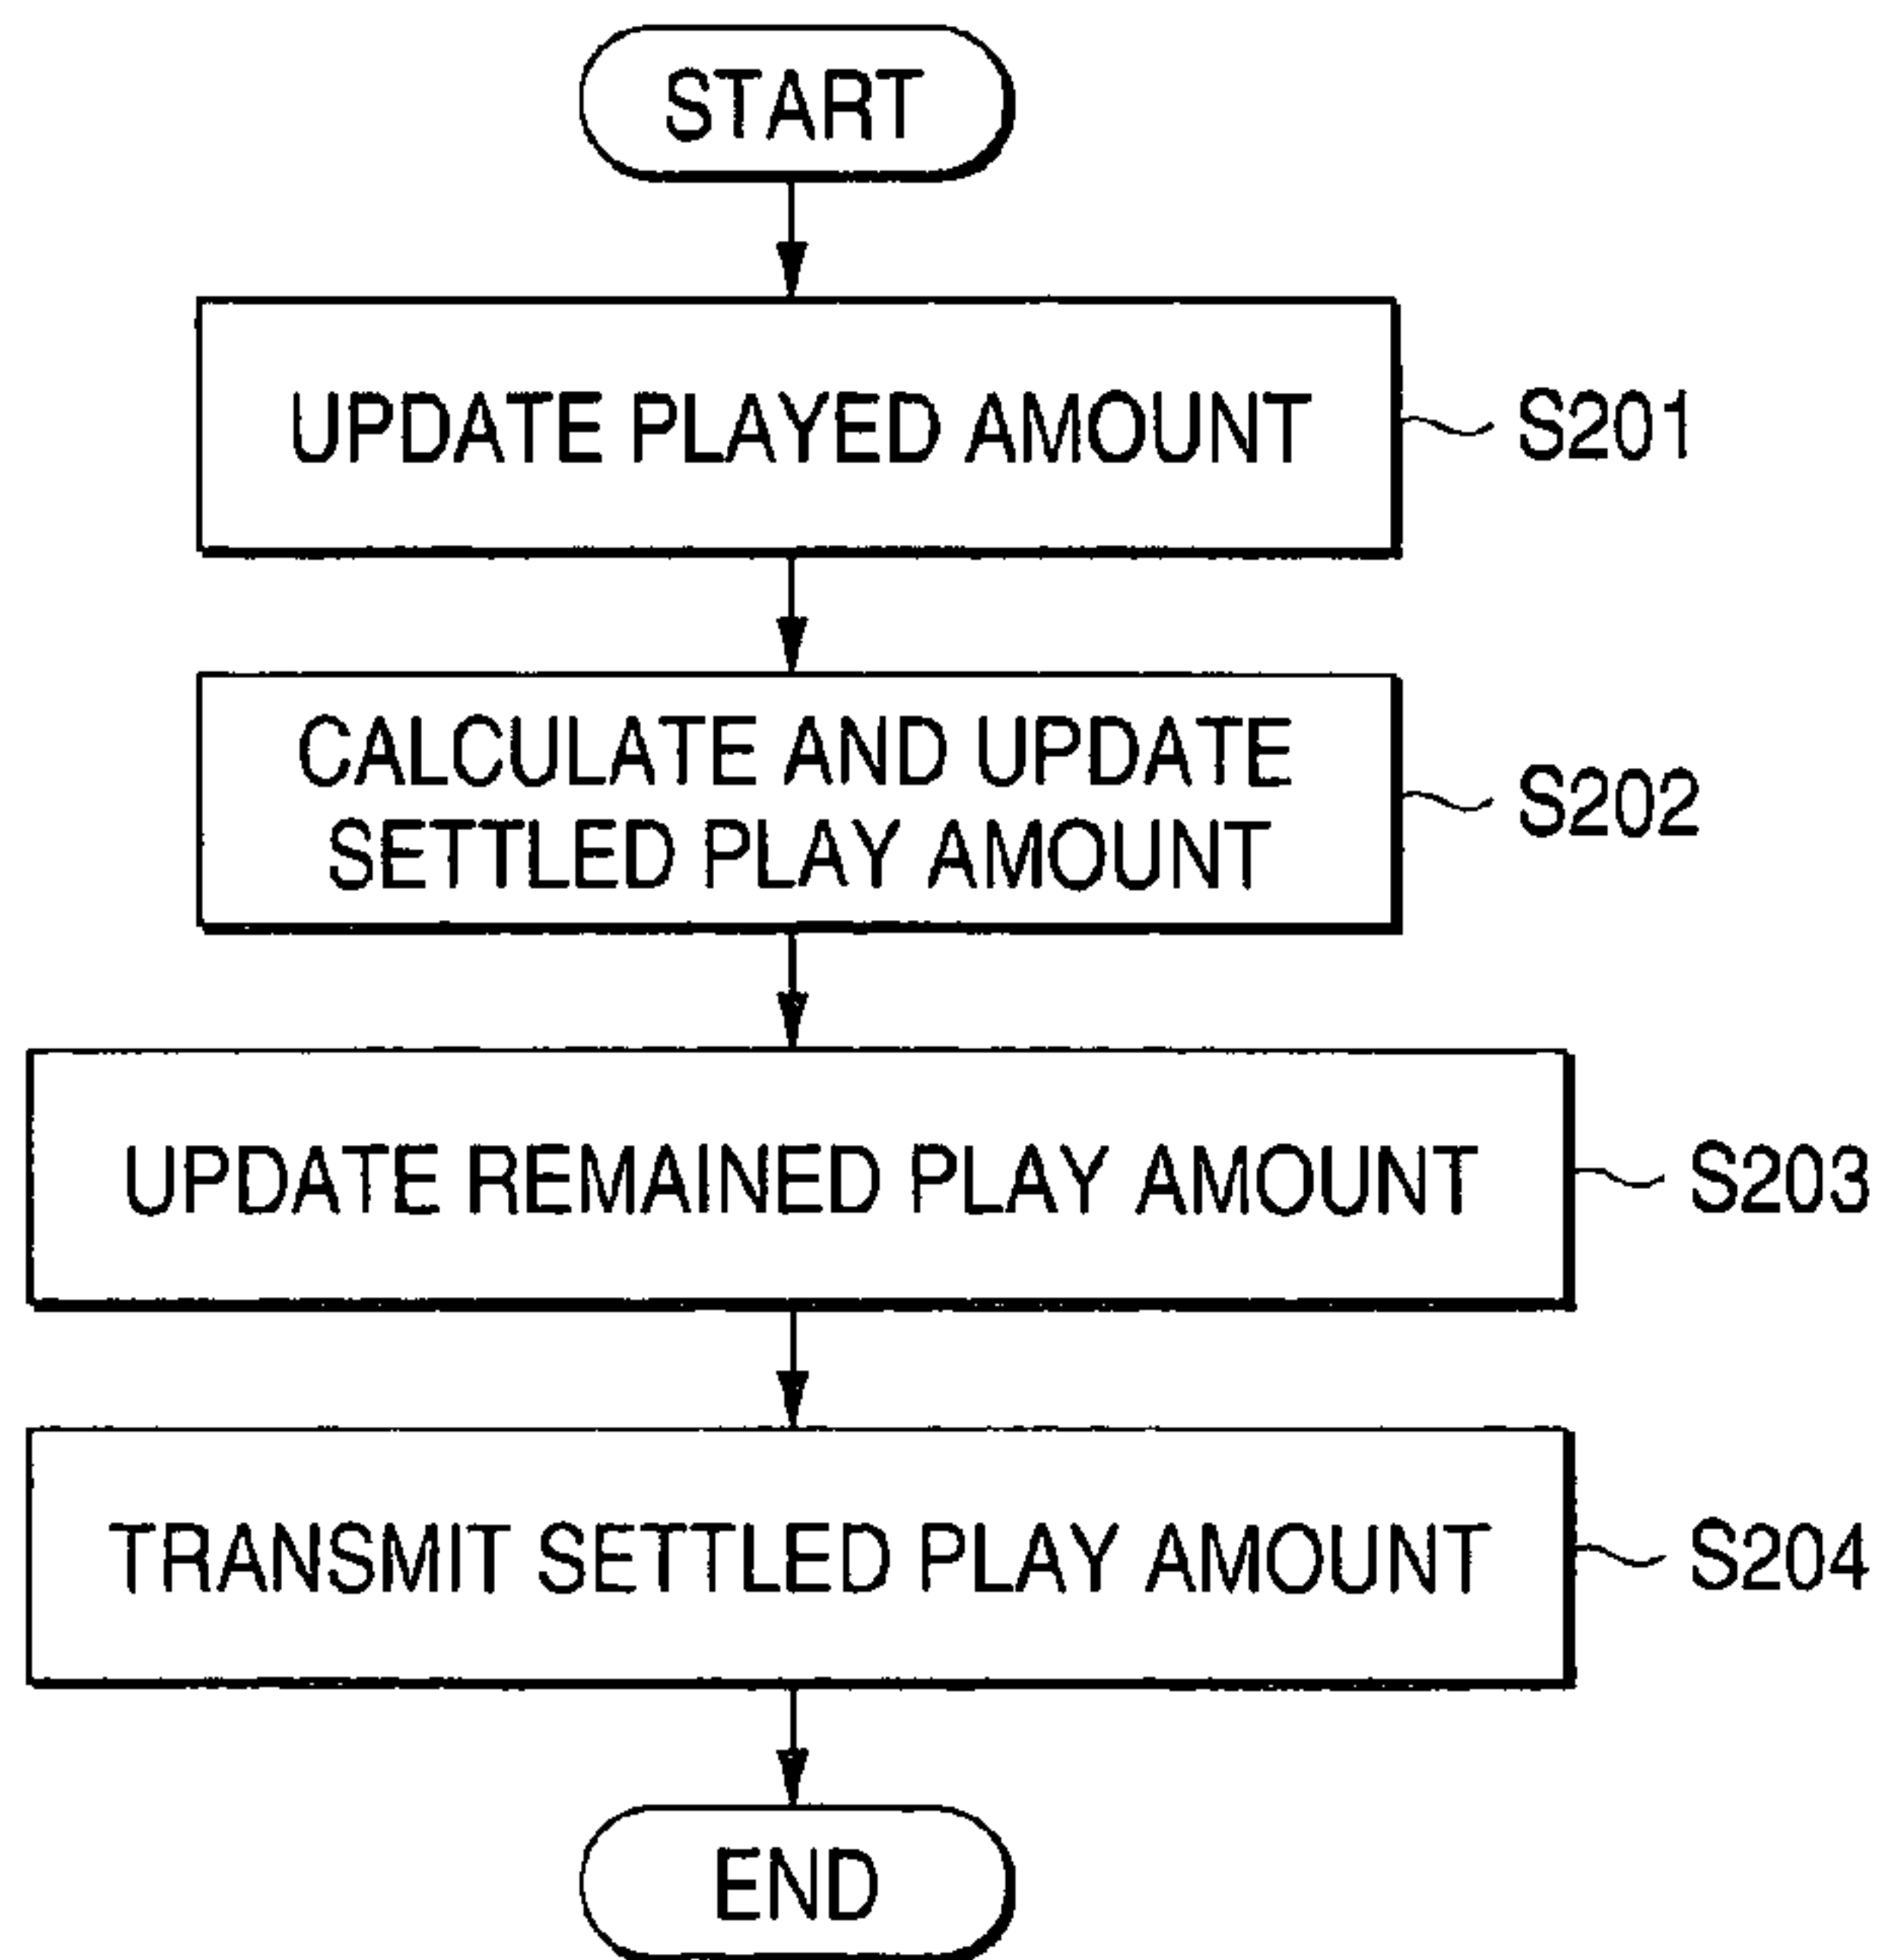 START
UPDATE PLAYED AMOUNT
S201
CALCULATE AND UPDATE
SETTLED PLAY AMOUNT
S202
UPDATE REMAINED PLAY AMOUNT
S203
TRANSMIT SETTLED PLAY AMOUNT
S204
END